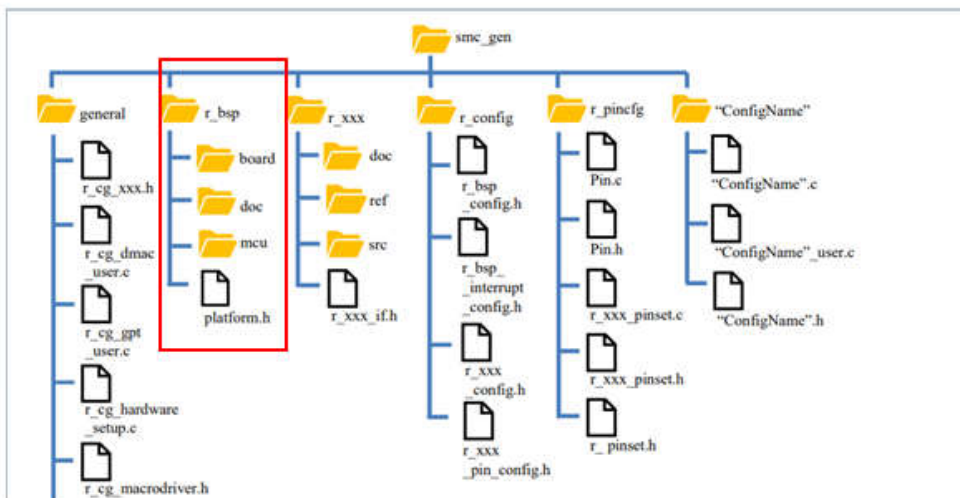 smc_gen
general
r_cg_xxx.h
r_cg_dmac
_user.c
r_cg_gpt
_user.c
r_cg_hardware
_setup.c
r_cg_macrodriver.h
r_bsp
board
doc
mcu
platform.h
r_xxx
doc
ref
src
r_xxx_if.h
r_config
r_bsp
_config.h
r_bsp_
_interrupt
_config.h
r_xxx
_config.h
r_xxx
_pin_config.h
r_pincfg
Pin.c
Pin.h
r_xxx_pinset.c
r_xxx_pinset.h
r_ pinset.h
“ConfigName”
“ConfigName”.c
“ConfigName”_user.c
“ConfigName”.h